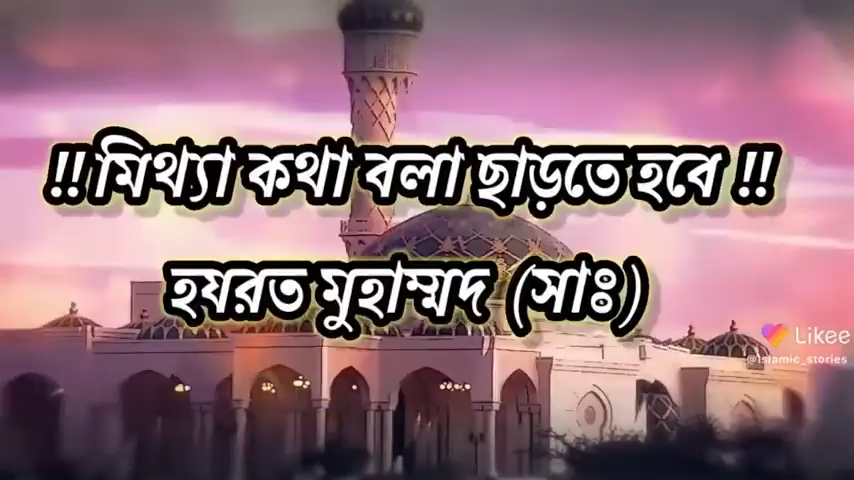 !! মিথ্যা কথা বলা ছাড়তে হবে !!
হযরত মুহাম্মদ (সাঃ)
Likee
@islamic_stories